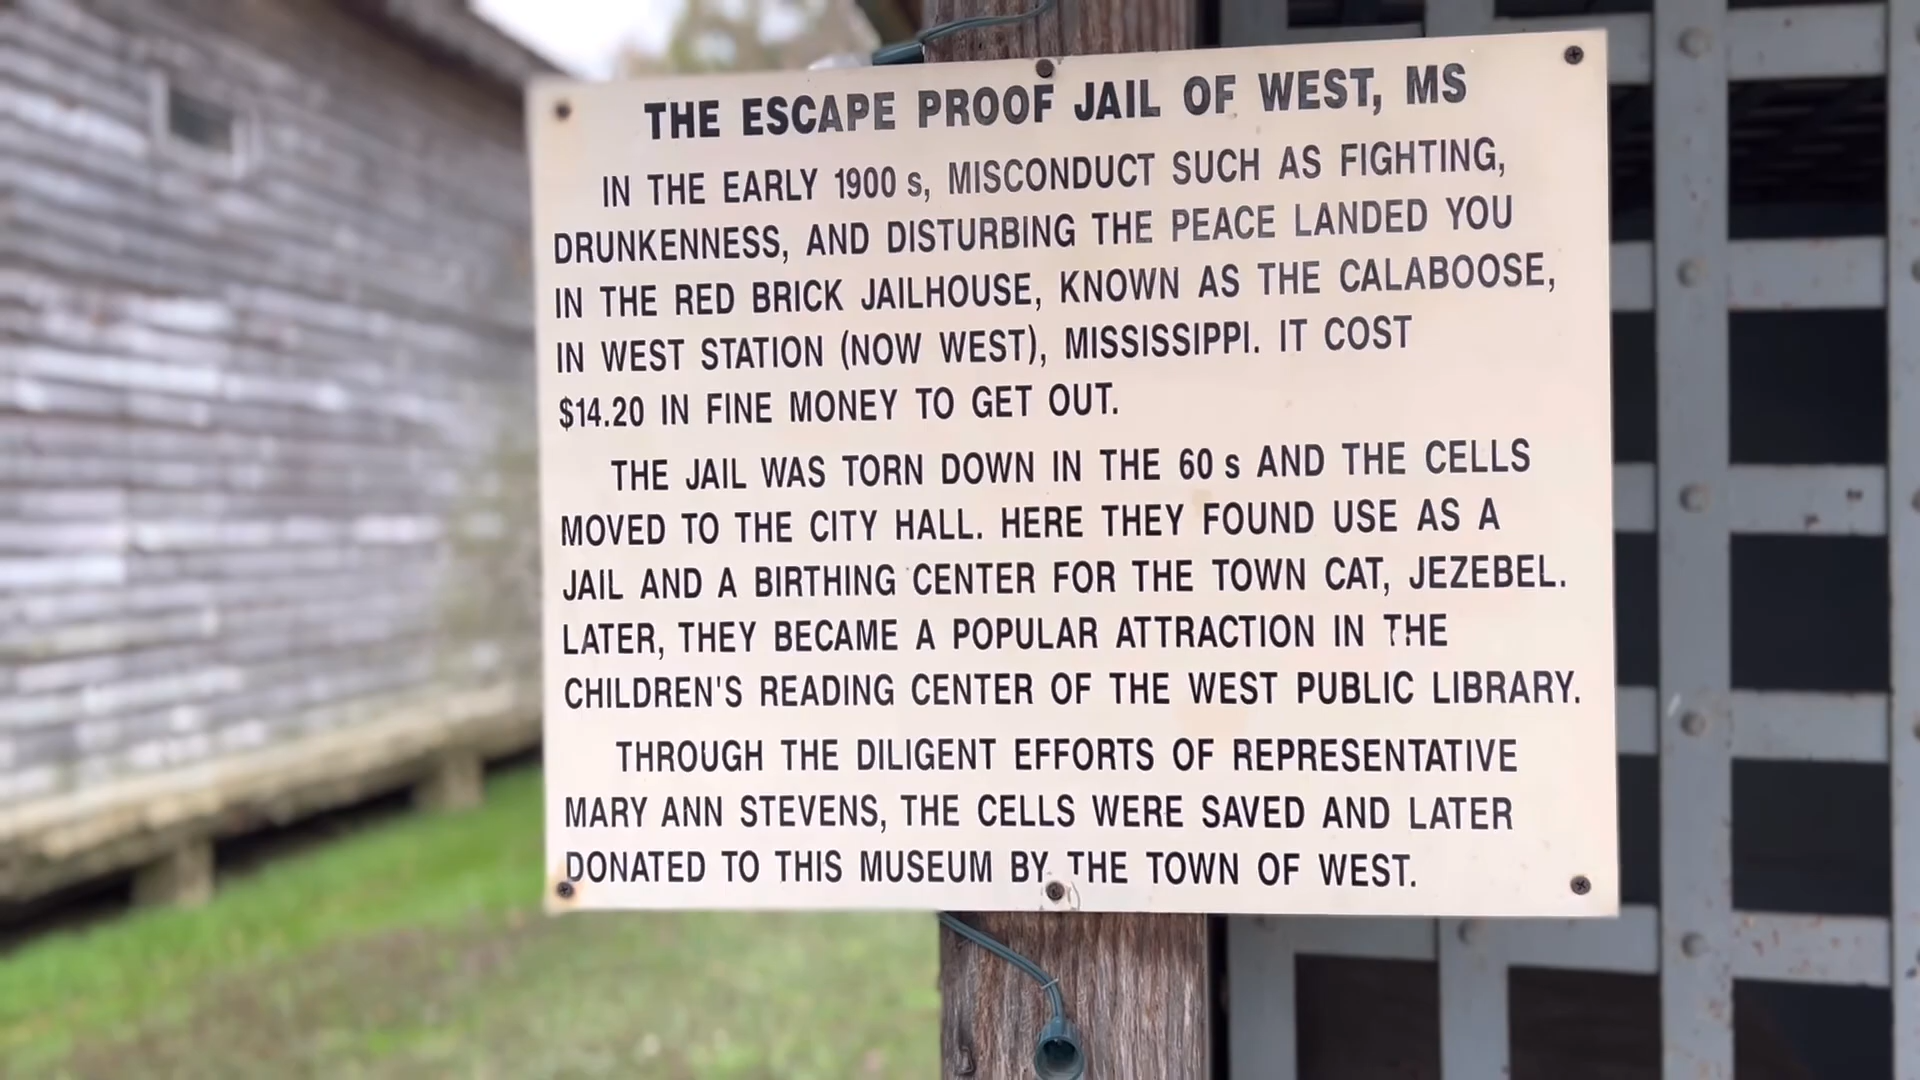 THE ESCAPE PROOF JAIL OF WEST, MS
IN THE EARLY 1900 s, MISCONDUCT SUCH AS FIGHTING,
DRUNKENNESS, AND DISTURBING THE PEACE LANDED YOU
IN THE RED BRICK JAILHOUSE, KNOWN AS THE CALABOOSE,
IN WEST STATION (NOW WEST), MISSISSIPPI. IT COST
$14.20 IN FINE MONEY TO GET OUT.
THE JAIL WAS TORN DOWN IN THE 60 s AND THE CELLS
MOVED TO THE CITY HALL. HERE THEY FOUND USE AS A
JAIL AND A BIRTHING CENTER FOR THE TOWN CAT, JEZEBEL.
LATER, THEY BECAME A POPULAR ATTRACTION IN THE
CHILDREN'S READING CENTER OF THE WEST PUBLIC LIBRARY.
THROUGH THE DILIGENT EFFORTS OF REPRESENTATIVE
MARY ANN STEVENS, THE CELLS WERE SAVED AND LATER
DONATED TO THIS MUSEUM BY THE TOWN OF WEST.